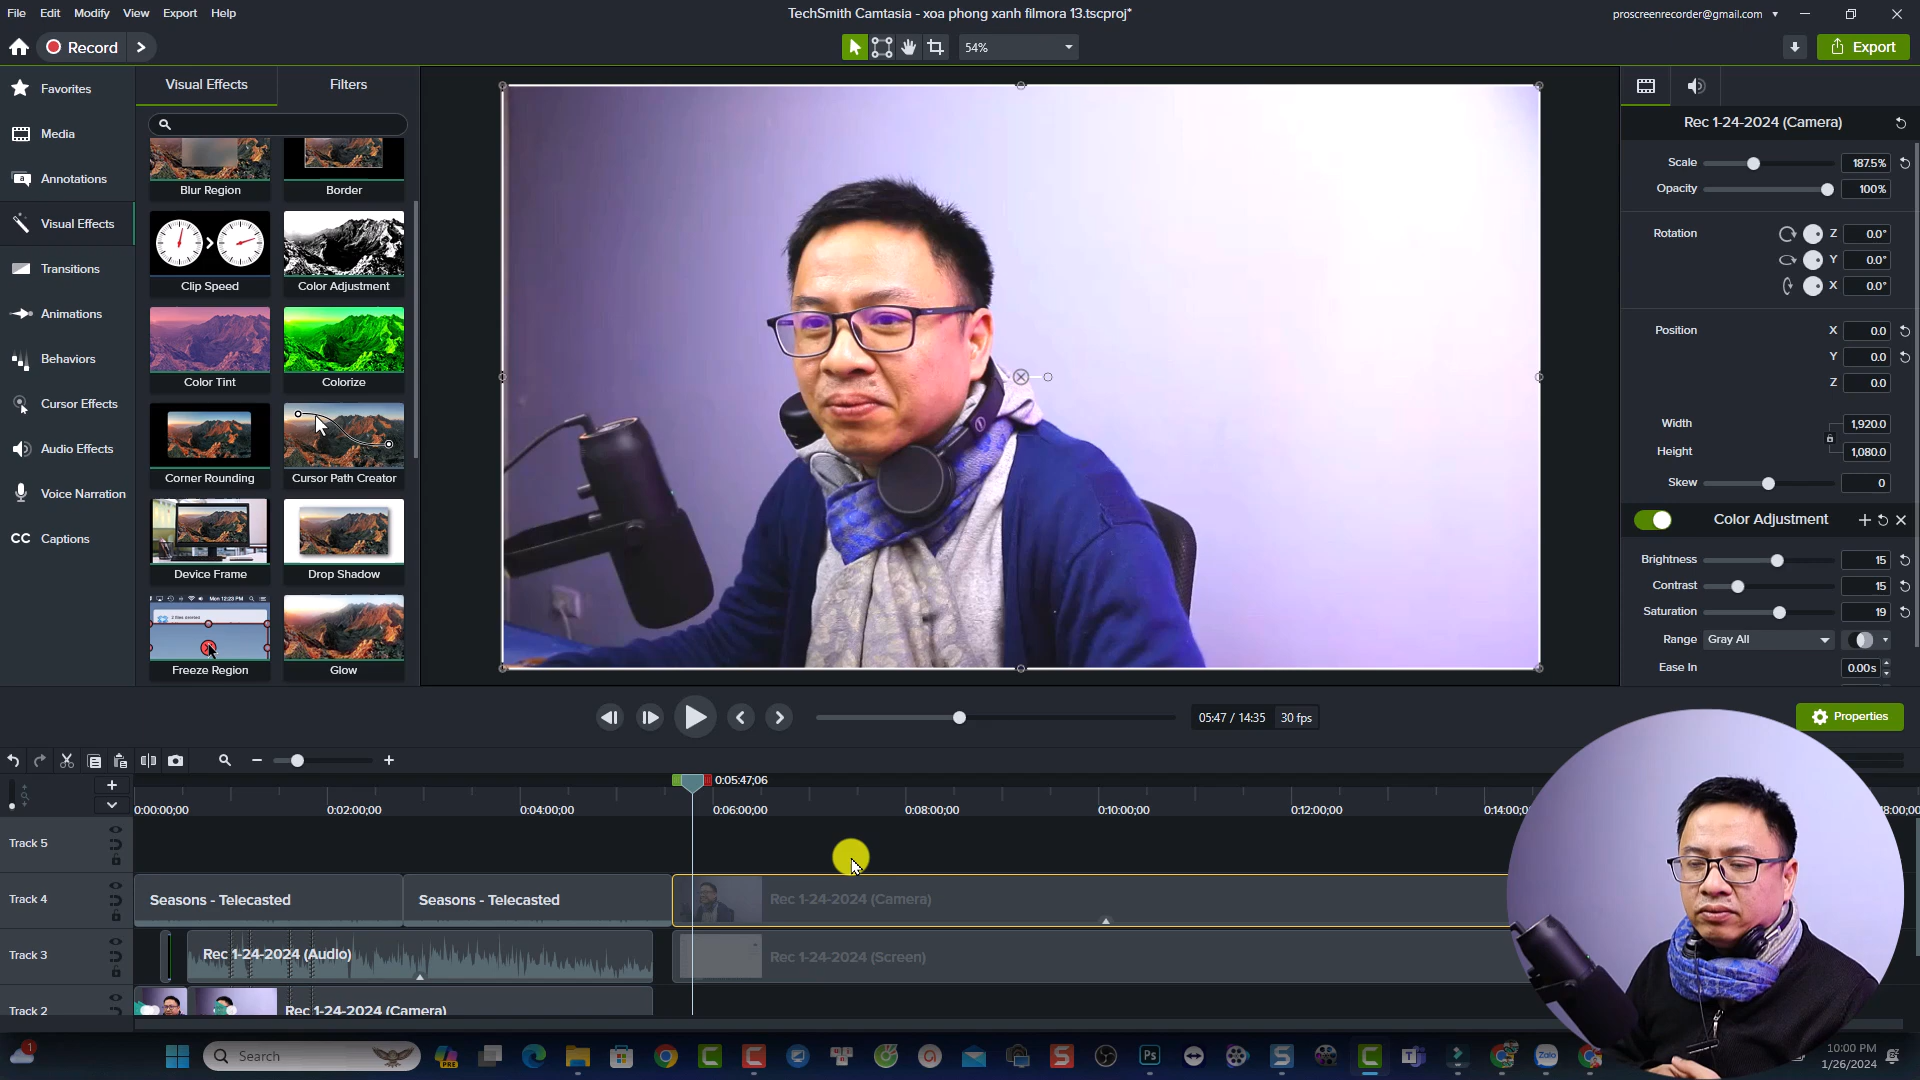 File Edit Modify View Export Help
TechSmith Camtasia - xoa phong xanh filmora 13.tscproj*
proscreenrecorder@gmail.com
Record
54%
Export
Favorites
Media
Annotations
Visual Effects
Transitions
Animations
Behaviors
Cursor Effects
Audio Effects
Voice Narration
CC Captions
Visual Effects Filters
Blur Region Border
Clip Speed Color Adjustment
Color Tint Colorize
Corner Rounding Cursor Path Creator
Device Frame Drop Shadow
Mon 12:23 PM
Freeze Region Glow
Rec 1-24-2024 (Camera)
Scale 187.5%
Opacity 100%
Rotation Z 0.0°
Y 0.0°
X 0.0°
Position X 0.0
Y 0.0
Z 0.0
Width 1,920.0
Height 1,080.0
Skew 0
Color Adjustment
Brightness 15
Contrast 15
Saturation 19
Range Gray All
Ease In 0.00s
05:47 / 14:35 30 fps
Properties
0:05:47;06
0:00:00;00 0:02:00;00 0:04:00;00 0:06:00;00 0:08:00;00 0:10:00;00 0:12:00;00
Track 5
Track 4 Seasons - Telecasted Seasons - Telecasted Rec 1-24-2024 (Camera)
Track 3 Rec 1-24-2024 (Audio) Rec 1-24-2024 (Screen)
Track 2 Rec 1-24-2024 (Camera)
1
Search
PRE
Ps
Zalo
10:00 PM
1/26/2024